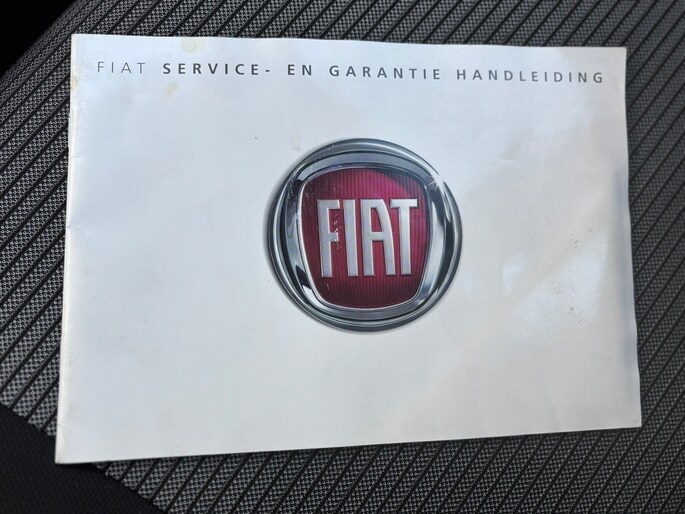 FIAT SERVICE- EN GARANTIE HANDLEIDING
FIAT